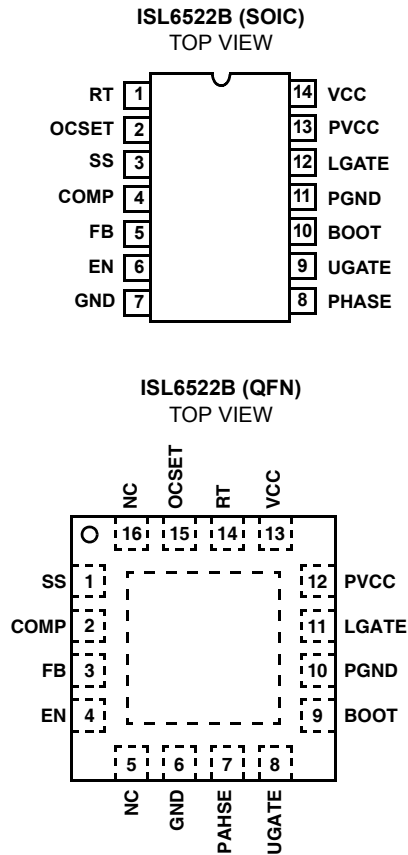 ISL6522B (SOIC)
TOP VIEW
RT 1 14 VCC
OCSET 2 13 PVCC
SS 3 12 LGATE
COMP 4 11 PGND
FB 5 10 BOOT
EN 6 9 UGATE
GND 7 8 PHASE
ISL6522B (QFN)
TOP VIEW
NC OCSET RT VCC
16 15 14 13
SS 1 12 PVCC
COMP 2 11 LGATE
FB 3 10 PGND
EN 4 9 BOOT
5 6 7 8
NC GND PAHSE UGATE